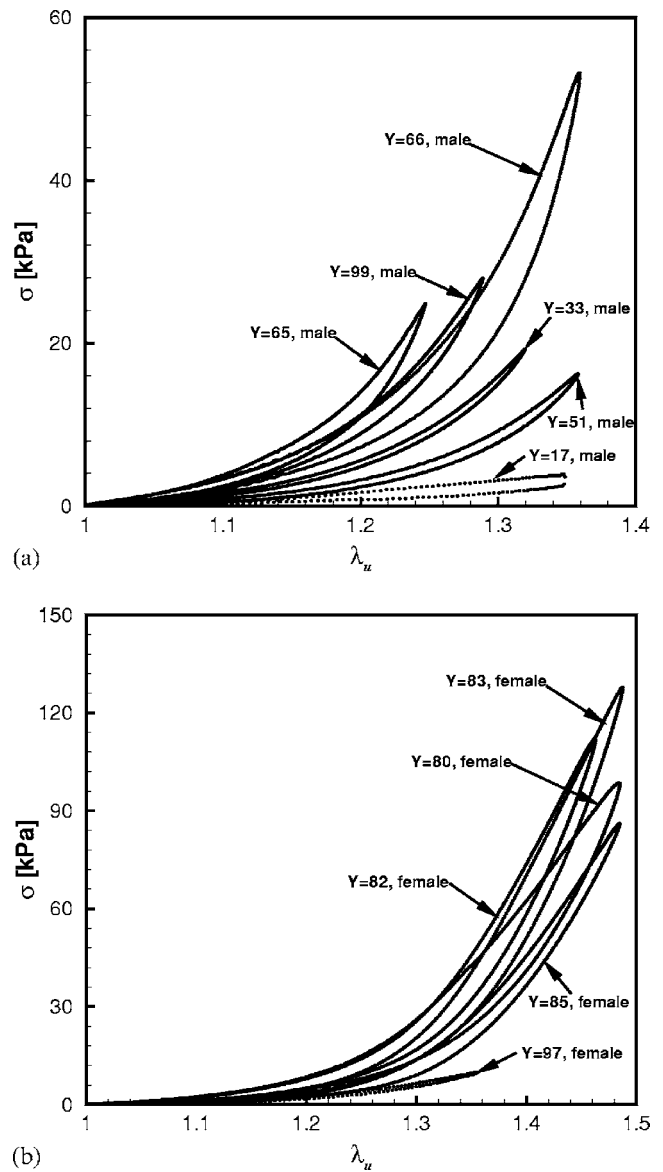 60
40
20
0
σ [kPa]
Y=66, male
Y=99, male
Y=65, male
Y=33, male
Y=51, male
Y=17, male
1 1.1 1.2 1.3 1.4
λu
(a)
150
120
90
60
30
0
σ [kPa]
Y=83, female
Y=80, female
Y=82, female
Y=85, female
Y=97, female
1 1.1 1.2 1.3 1.4 1.5
λu
(b)